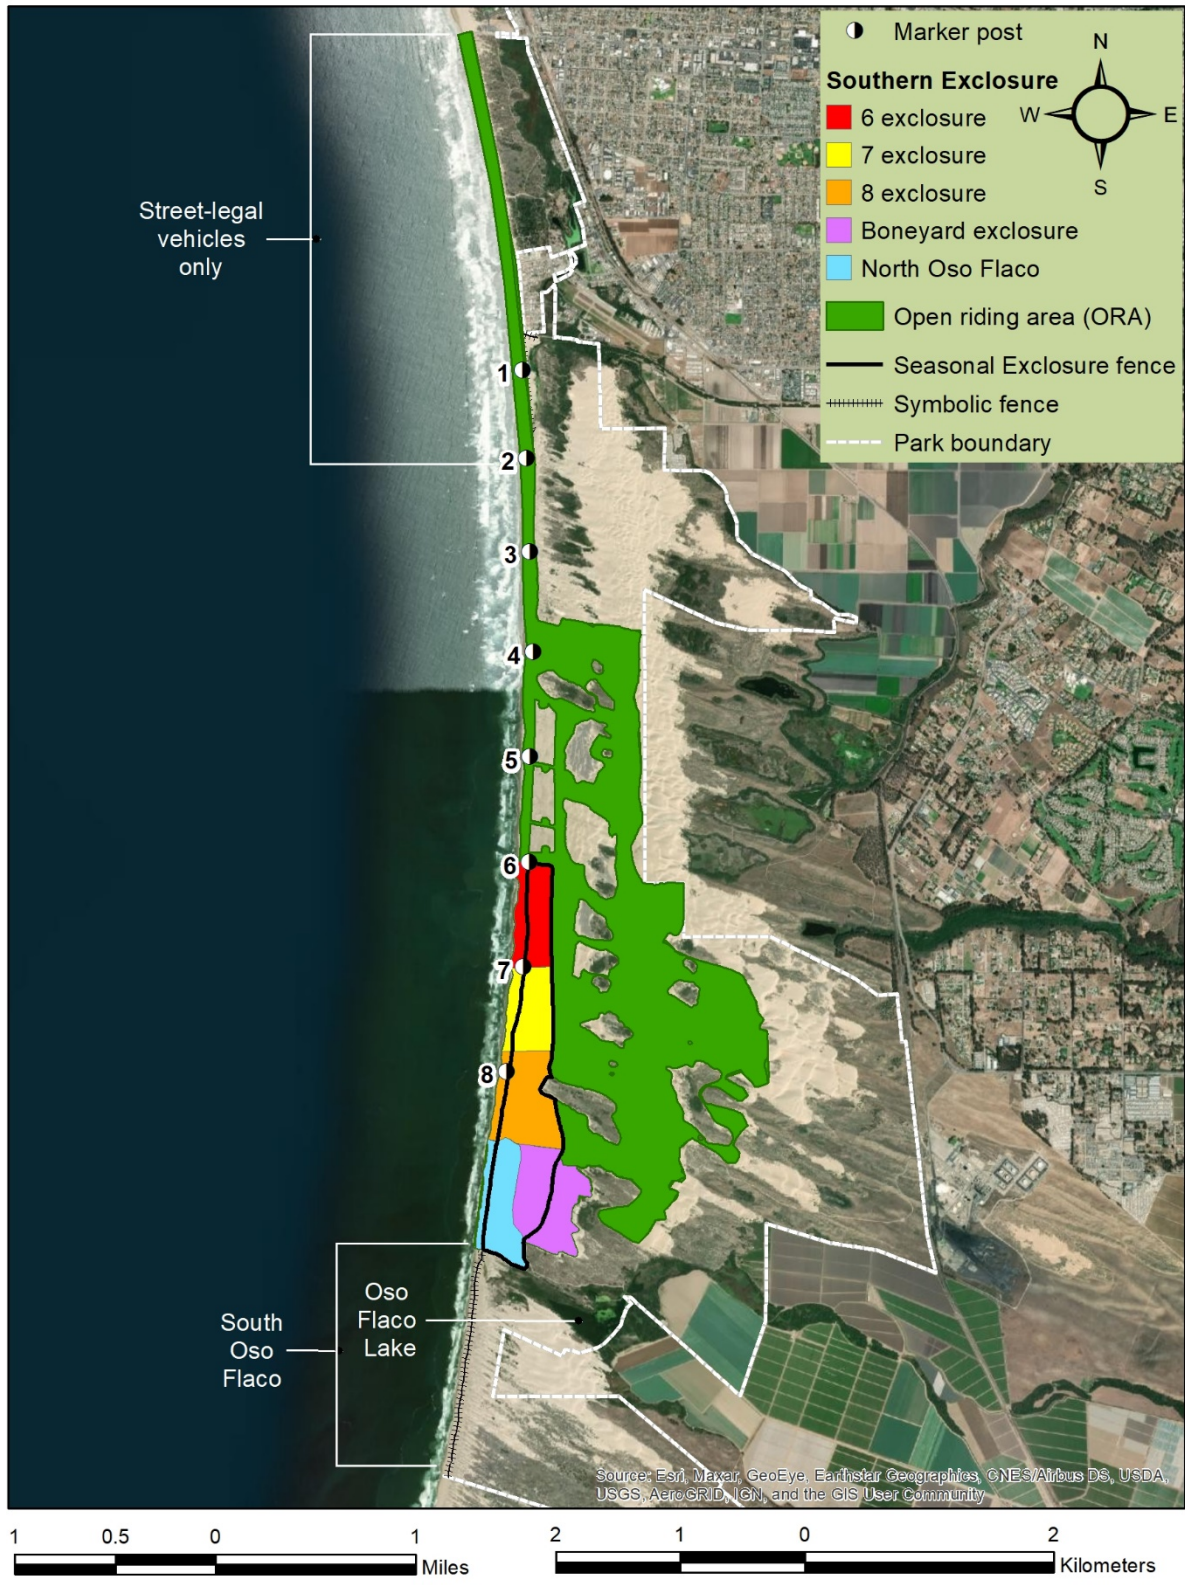 Marker post
Southern Exclosure
6 exclosure
7 exclosure
8 exclosure
Boneyard exclosure
North Oso Flaco
Open riding area (ORA)
Seasonal Exclosure fence
Symbolic fence
Park boundary
N
W E
S
Street-legal
vehicles
only
1
2
3
4
5
6
7
8
Oso
Flaco
Lake
South
Oso
Flaco
Source: Esri, Maxar, GeoEye, Earthstar Geographics, CNES/Airbus DS, USDA,
USGS, AeroGRID, IGN, and the GIS User Community
1 0.5 0 1
Miles
2 1 0 2
Kilometers